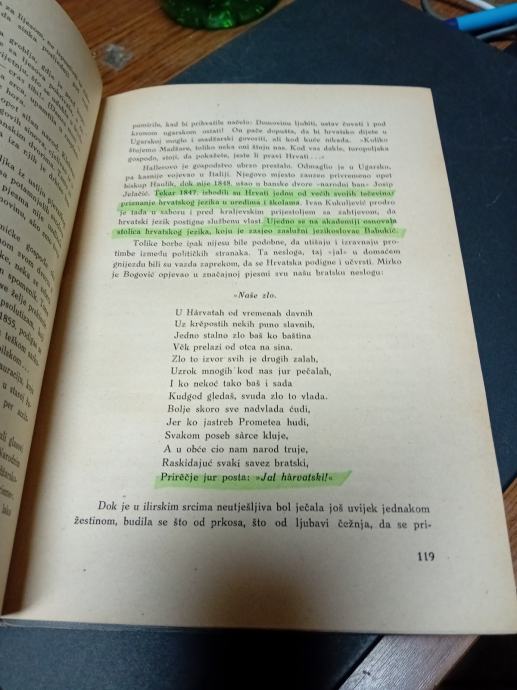 pomirilo, kad bi prihvatile načelo: Domovinu ljubiti, ustav čuvati i pod
krunom ugarskom ostati! On pače dopušta, da bi hrvatsko dijete u
Ugarskoj moglo i madžarski govoriti, ali kod kuće nikada. »Koliko
štujemo Madžare, toliko neka oni štuju nas. Kod vas dakle, turopoljska
gospodo, stoji, da pokažete, jeste li pravi Hrvati . . .«
Hallerovo je gospodstvo ubrzo prestalo. Odmaglio je u Ugarsku,
pa kasnije vojevao u Italiji. Njegovo mjesto zauzeo privremeno opet
biskup Haulik, dok nije 1848. ušao u banske dvore »narodni ban« Josip
Jelačić. Tekar 1847. ishodili su Hrvati jednu od većih svojih tečevina:
priznanje hrvatskog jezika u uredima i školama. Ivan Kukuljević prodro
je tada u saboru i pred kraljevskim prijestoljem sa zahtjevom, da
hrvatski jezik postigne službenu vlast. Ujedno se na akademiji osnovala
stolica hrvatskog jezika, koju je zasjeo zaslužni jezikoslovac Babukić.
Tolike borbe ipak nijesu bile podobne, da utišaju i izravnaju pro-
timbe između političkih stranaka. Ta nesloga, taj »jal« u domaćem
gnijezdu bili su vazda zaprekom, da se Hrvatska podigne i učvrsti. Mirko
je Bogović opjevao u značajnoj pjesmi svu našu bratsku neslogu:
»Naše zlo.
U Hàrvatah od vremenah davnih
Uz krěpostih nekih puno slavnih,
Jedno stalno zlo baš ko baština
Věk prelazi od otca na sina.
Zlo to izvor svih je drugih zalah,
Uzrok mnogih kod nas jur pečalah,
I ko nekoć tako baš i sada
Kudgod gledaš, svuda zlo to vlada.
Bolje skoro sve nadvlada ćudi,
Jer ko jastreb Prometea hudi,
Svakom poseb sàrce kluje,
A u obće cio nam narod truje,
Raskidajuć svaki savez bratski,
Prirěčje jur posta: »Jal hàrvatski!«
Dok je u ilirskim srcima neutješljiva bol ječala još uvijek jednakom
žestinom, budila se što od prkosa, što od ljubavi čežnja, da se pri-
119